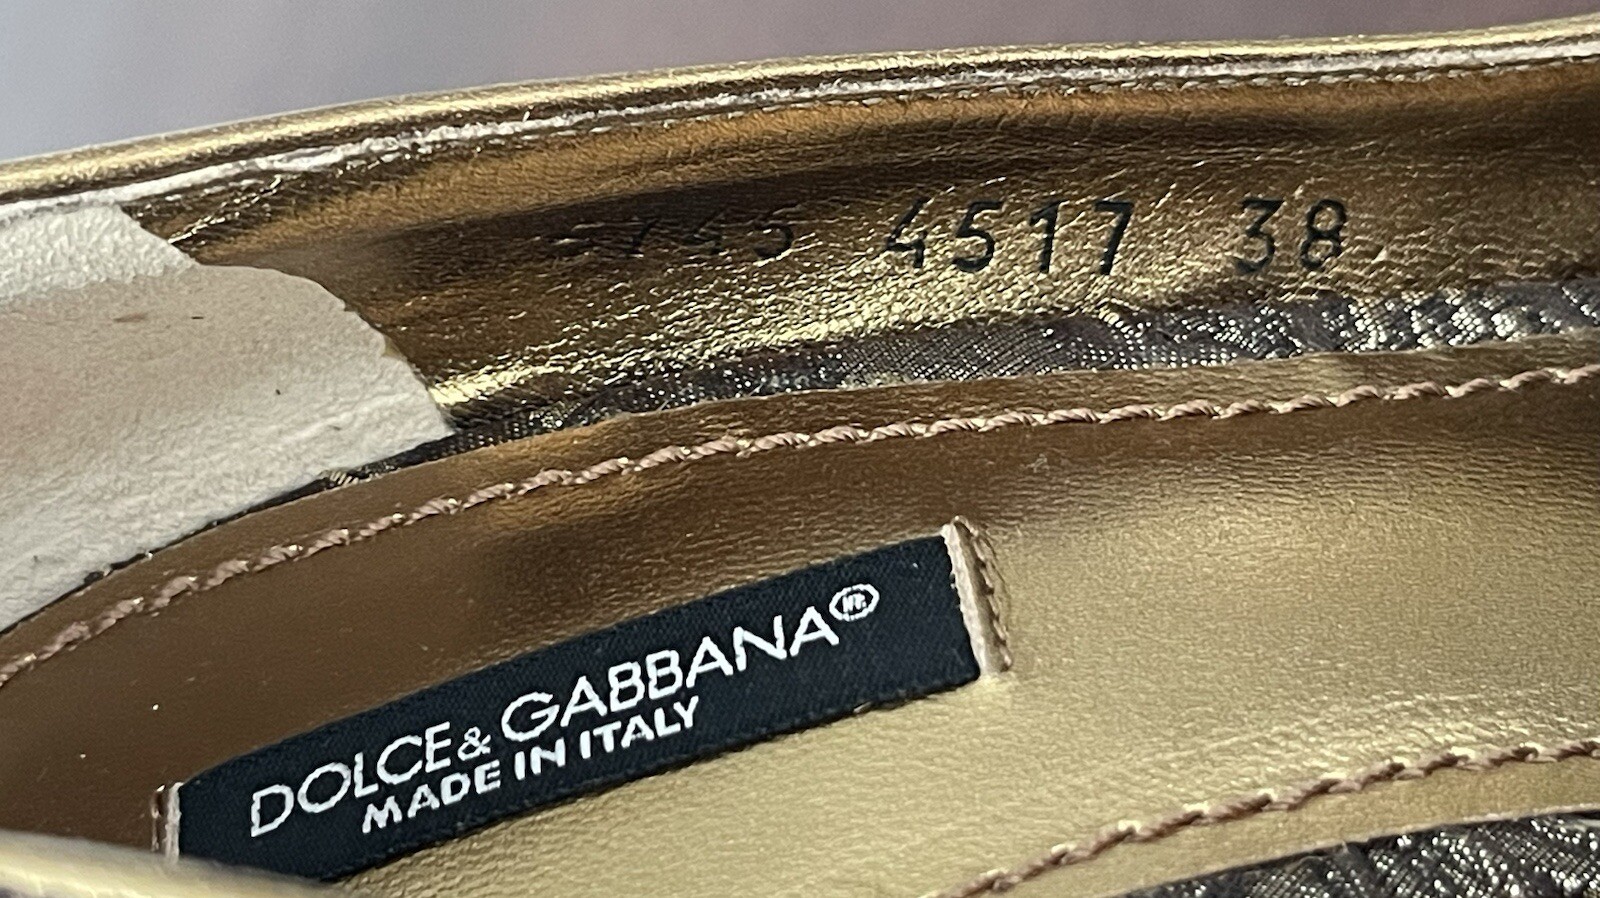 4517 38
DOLCE & GABBANA®
MADE IN ITALY